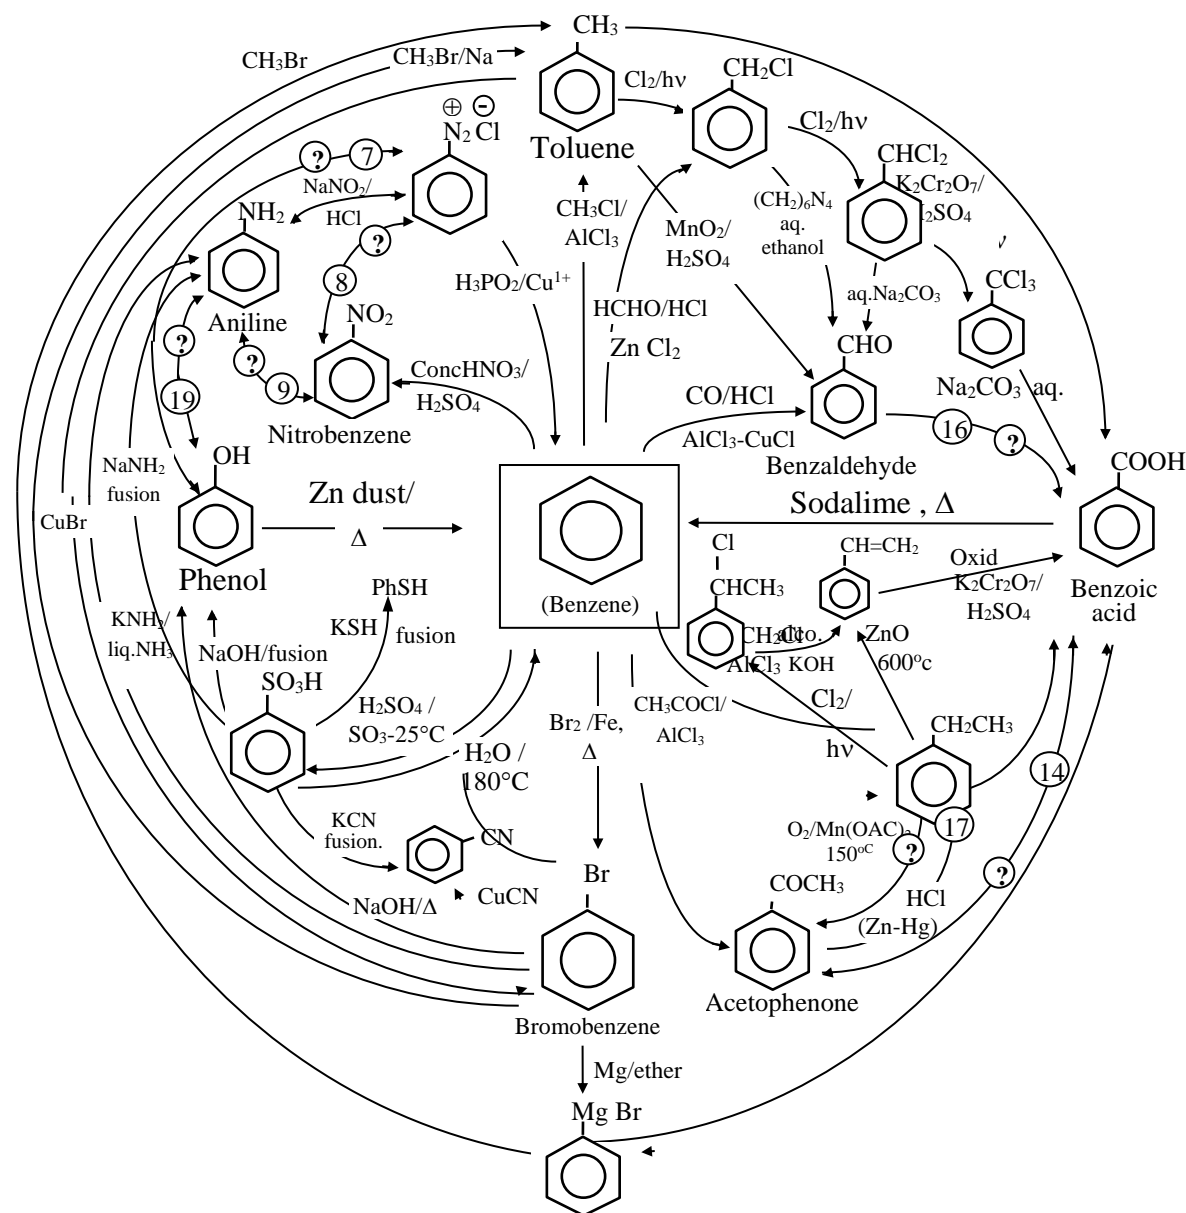 CH3
CH3Br
CH3Br/Na
Toluene
Cl2/hν
CH2Cl
Cl2/hν
CHCl2
K2Cr2O7/
2SO4
ν
CCl3
⊕ ⊖
N2 Cl
? 7
NaNO2/
HCl
NH2
Aniline
?
8
H3PO2/Cu1+
CH3Cl/
AlCl3
MnO2/
H2SO4
(CH2)6N4
aq.
ethanol
aq.Na2CO3
HCHO/HCl
Zn Cl2
CHO
Benzaldehyde
Na2CO3 aq.
NO2
Nitrobenzene
ConcHNO3/
H2SO4
? 9
?
19
CO/HCl
AlCl3-CuCl
16 ?
COOH
Benzoic
acid
NaNH2
fusion
CuBr
OH
Phenol
Zn dust/
Δ
(Benzene)
Sodalime , Δ
Cl
CHCH3
CH=CH2
Oxid
K2Cr2O7/
H2SO4
alco.
KOH
AlCl3
ZnO
600oc
Cl2/
hν
PhSH
KSH
fusion
KNH2/
liq.NH3
NaOH/fusion
SO3H
H2SO4 /
SO3-25°C
H2O /
180°C
Br2 /Fe,
Δ
CH3COCl/
AlCl3
CH2CH3
14
17
?
?
O2/Mn(OAC)2
150oC
KCN
fusion.
CN
CuCN
NaOH/Δ
Br
Bromobenzene
COCH3
HCl
(Zn-Hg)
Acetophenone
Mg/ether
Mg Br